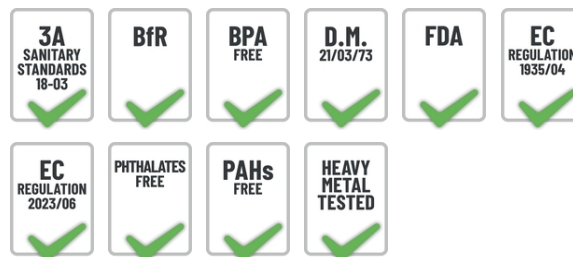 3A
SANITARY
STANDARDS
18-03
BfR
BPA
FREE
D.M.
21/03/73
FDA
EC
REGULATION
1935/04
EC
REGULATION
2023/06
PHTHALATES
FREE
PAHs
FREE
HEAVY
METAL
TESTED